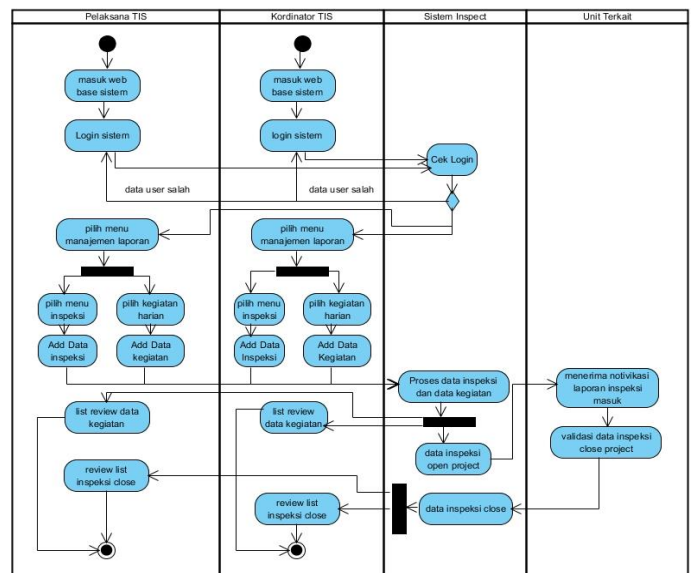 Pelaksana TIS
Kordinator TIS
Sistem Inspect
Unit Terkait
masuk web
base sistem
masuk web
base sistem
Login sistem
login sistem
Cek Login
data user salah
data user salah
pilih menu
manajemen laporan
pilih menu
manajemen laporan
pilih menu
inspeksi
pilih kegiatan
harian
pilih menu
inspeksi
pilih kegiatan
harian
Add Data
inspeksi
Add Data
kegiatan
Add Data
Inspeksi
Add Data
Kegiatan
Proses data inspeksi
dan data kegiatan
menerima notivikasi
laporan inspeksi
masuk
list review data
kegiatan
list review
data kegiatan
data inspeksi
open project
validasi data inspeksi
close project
review list
inspeksi close
review list
inspeksi close
data inspeksi close